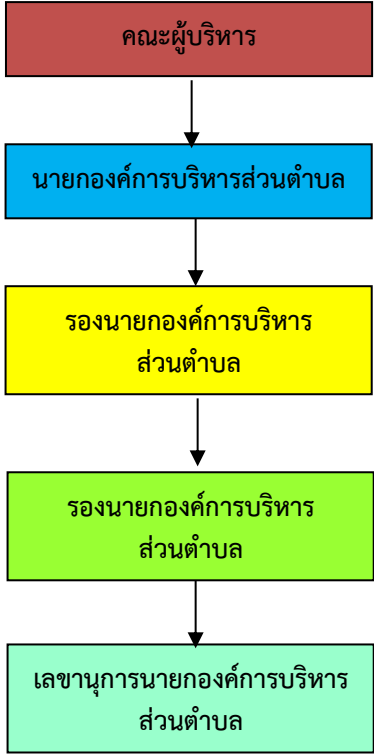 คณะผู้บริหาร
นายกองค์การบริหารส่วนตำบล
รองนายกองค์การบริหาร
ส่วนตำบล
รองนายกองค์การบริหาร
ส่วนตำบล
เลขานุการนายกองค์การบริหาร
ส่วนตำบล